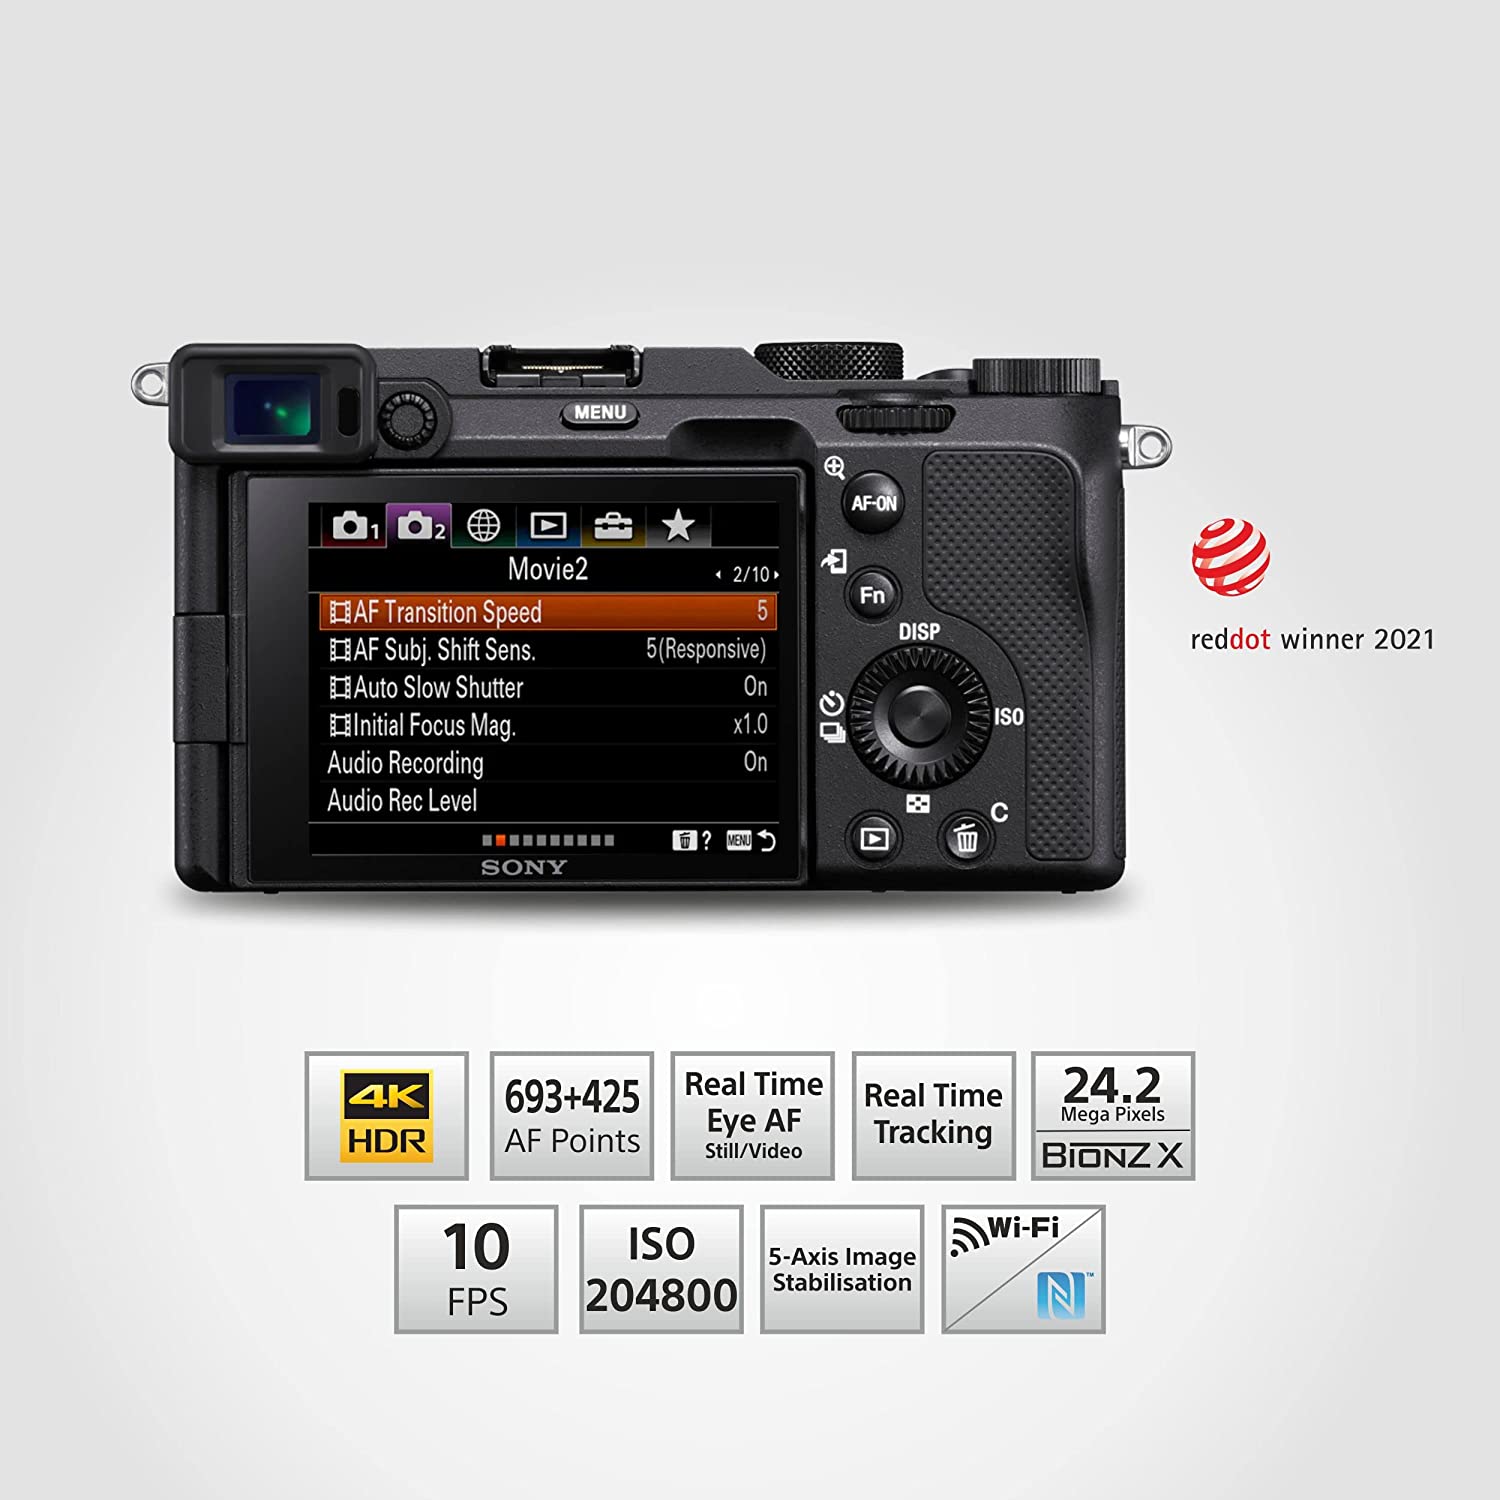 MENU
AF-ON
Fn
DISP
ISO
C
1
2
Movie2
2/10
AF Transition Speed 5
AF Subj. Shift Sens. 5(Responsive)
Auto Slow Shutter On
Initial Focus Mag. x1.0
Audio Recording On
Audio Rec Level
? MENU
SONY
reddot winner 2021
4K
HDR
693+425
AF Points
Real Time
Eye AF
Still/Video
Real Time
Tracking
24.2
Mega Pixels
BIONZ X
10
FPS
ISO
204800
5-Axis Image
Stabilisation
Wi-Fi
N™